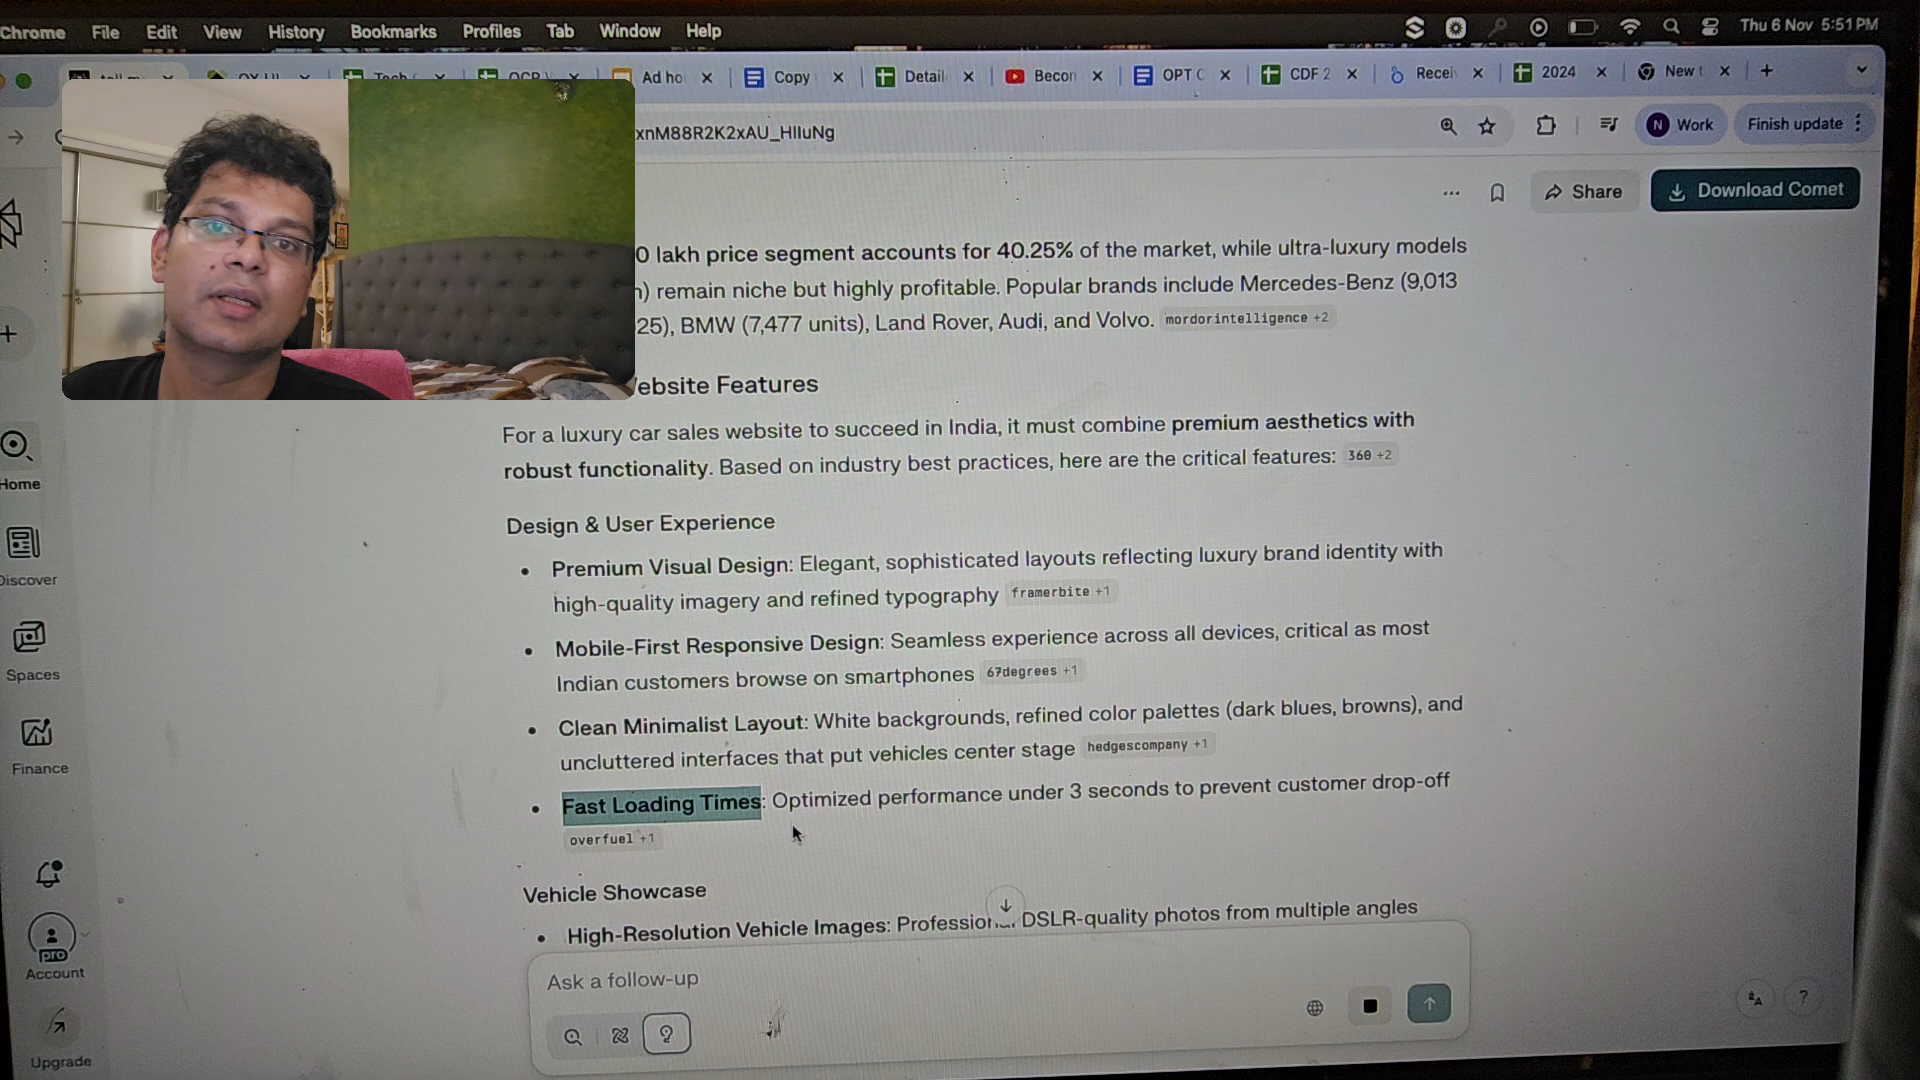 Chrome File Edit View History Bookmarks Profiles Tab Window Help Thu 6 Nov 5:51 PM
Ad ho Copy Detail Becon OPT C CDF 2 Recei 2024 New t
xnM88R2K2xAU_HIIuNg N Work Finish update
Share Download Comet
0 lakh price segment accounts for 40.25% of the market, while ultra-luxury models
) remain niche but highly profitable. Popular brands include Mercedes-Benz (9,013
25), BMW (7,477 units), Land Rover, Audi, and Volvo. mordorintelligence +2
ebsite Features
For a luxury car sales website to succeed in India, it must combine premium aesthetics with
robust functionality. Based on industry best practices, here are the critical features: 360 +2
Design & User Experience
• Premium Visual Design: Elegant, sophisticated layouts reflecting luxury brand identity with
high-quality imagery and refined typography framerbite +1
• Mobile-First Responsive Design: Seamless experience across all devices, critical as most
Indian customers browse on smartphones 67degrees +1
• Clean Minimalist Layout: White backgrounds, refined color palettes (dark blues, browns), and
uncluttered interfaces that put vehicles center stage hedgescompany +1
• Fast Loading Times: Optimized performance under 3 seconds to prevent customer drop-off
overfuel +1
Vehicle Showcase
• High-Resolution Vehicle Images: Profession DSLR-quality photos from multiple angles
Ask a follow-up
Home
Discover
Spaces
Finance
pro
Account
Upgrade
?